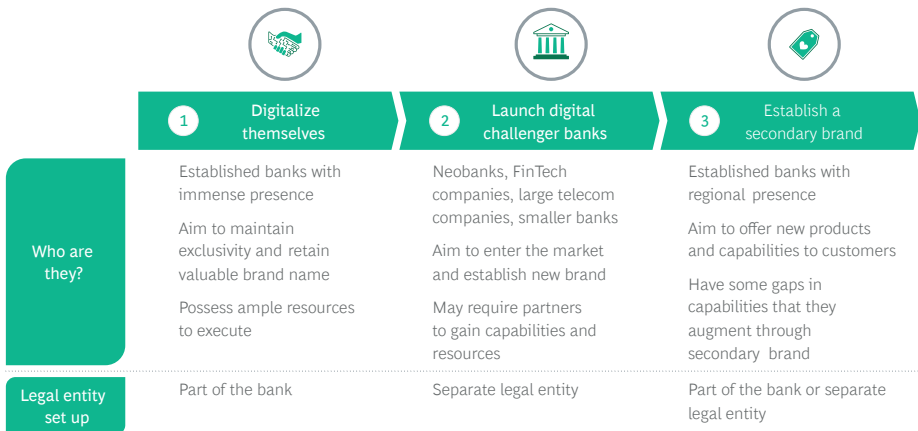 1
Digitalize
themselves
2
Launch digital
challenger banks
3
Establish a
secondary brand
Who are
they?
Established banks with
immense presence
Aim to maintain
exclusivity and retain
valuable brand name
Possess ample resources
to execute
Neobanks, FinTech
companies, large telecom
companies, smaller banks
Aim to enter the market
and establish new brand
May require partners
to gain capabilities and
resources
Established banks with
regional presence
Aim to offer new products
and capabilities to customers
Have some gaps in
capabilities that they
augment through
secondary brand
Legal entity
set up
Part of the bank
Separate legal entity
Part of the bank or separate
legal entity